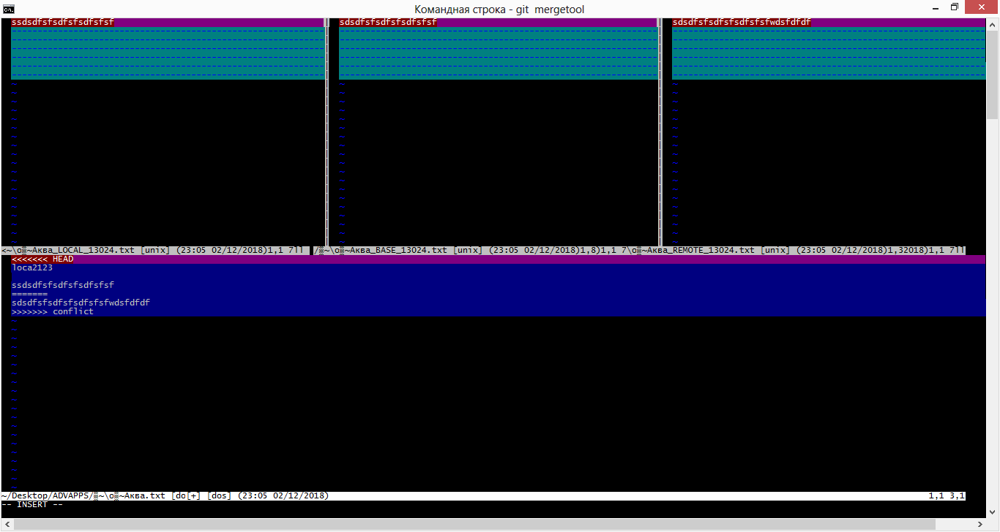 Командная строка - git mergetool
ssdsdfsfsdfsfsdfsfsf
sdsdfsfsdfsfsdfsfsf
sdsdfsfsdfsfsdfsfsfwdsfdfdf
<~\o▒~Аква_LOCAL_13024.txt [unix] (23:05 02/12/2018)1,1 Тll /▒~\o▒~Аква_BASE_13024.txt [unix] (23:05 02/12/2018)1,8)1,1 7\o▒~Аква_REMOTE_13024.txt [unix] (23:05 02/12/2018)1,32018)1,1 7ll
<<<<<<< HEAD
loca2123
ssdsdfsfsdfsfsdfsfsf
=======
sdsdfsfsdfsfsdfsfsfwdsfdfdf
>>>>>>> conflict
~/Desktop/ADVAPPS/▒~\o▒~Аква.txt [do[+] [dos] (23:05 02/12/2018) 1,1 3,1
-- INSERT --